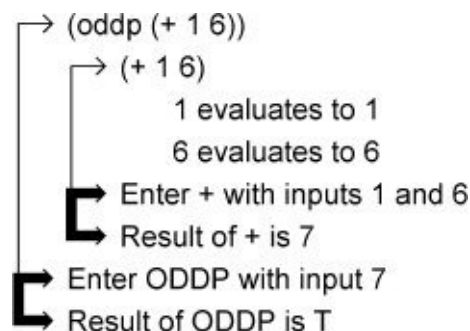 (oddp (+ 1 6))
(+ 1 6)
1 evaluates to 1
6 evaluates to 6
Enter + with inputs 1 and 6
Result of + is 7
Enter ODDP with input 7
Result of ODDP is T